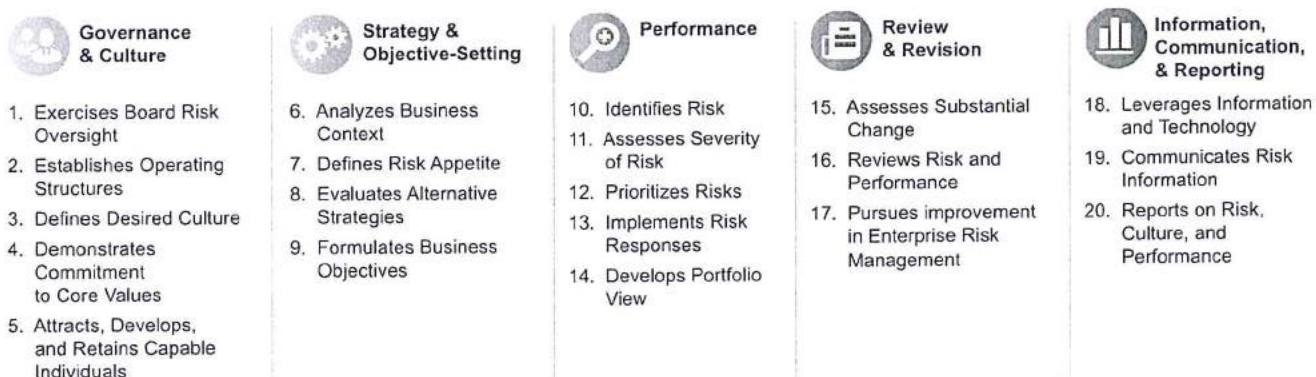 Governance
& Culture
1. Exercises Board Risk
Oversight
2. Establishes Operating
Structures
3. Defines Desired Culture
4. Demonstrates
Commitment
to Core Values
5. Attracts, Develops,
and Retains Capable
Individuals
Strategy &
Objective-Setting
6. Analyzes Business
Context
7. Defines Risk Appetite
8. Evaluates Alternative
Strategies
9. Formulates Business
Objectives
Performance
10. Identifies Risk
11. Assesses Severity
of Risk
12. Prioritizes Risks
13. Implements Risk
Responses
14. Develops Portfolio
View
Review
& Revision
15. Assesses Substantial
Change
16. Reviews Risk and
Performance
17. Pursues improvement
in Enterprise Risk
Management
Information,
Communication,
& Reporting
18. Leverages Information
and Technology
19. Communicates Risk
Information
20. Reports on Risk,
Culture, and
Performance